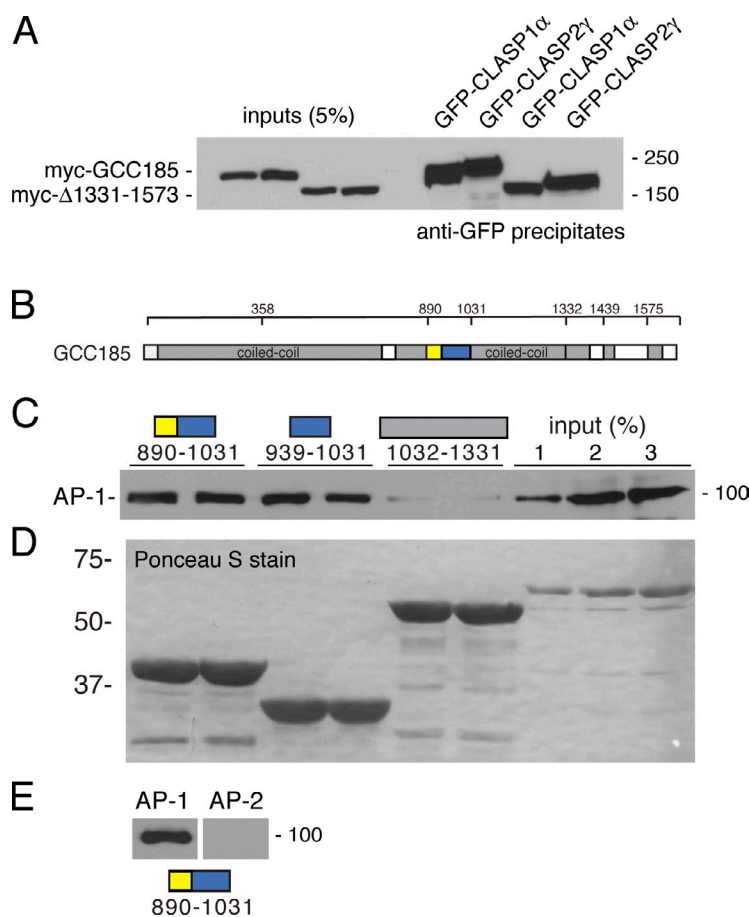 A
GFP-CLASP1α
GFP-CLASP2γ
GFP-CLASP1α
GFP-CLASP2γ
inputs (5%)
myc-GCC185 -
myc-Δ1331-1573 -
- 250
- 150
anti-GFP precipitates
B
358 890 1031 1332 1439 1575
GCC185 coiled-coil coiled-coil
C
input (%)
890-1031 939-1031 1032-1331 1 2 3
AP-1- - 100
D
Ponceau S stain
75-
50-
37-
E
AP-1 AP-2
- 100
890-1031